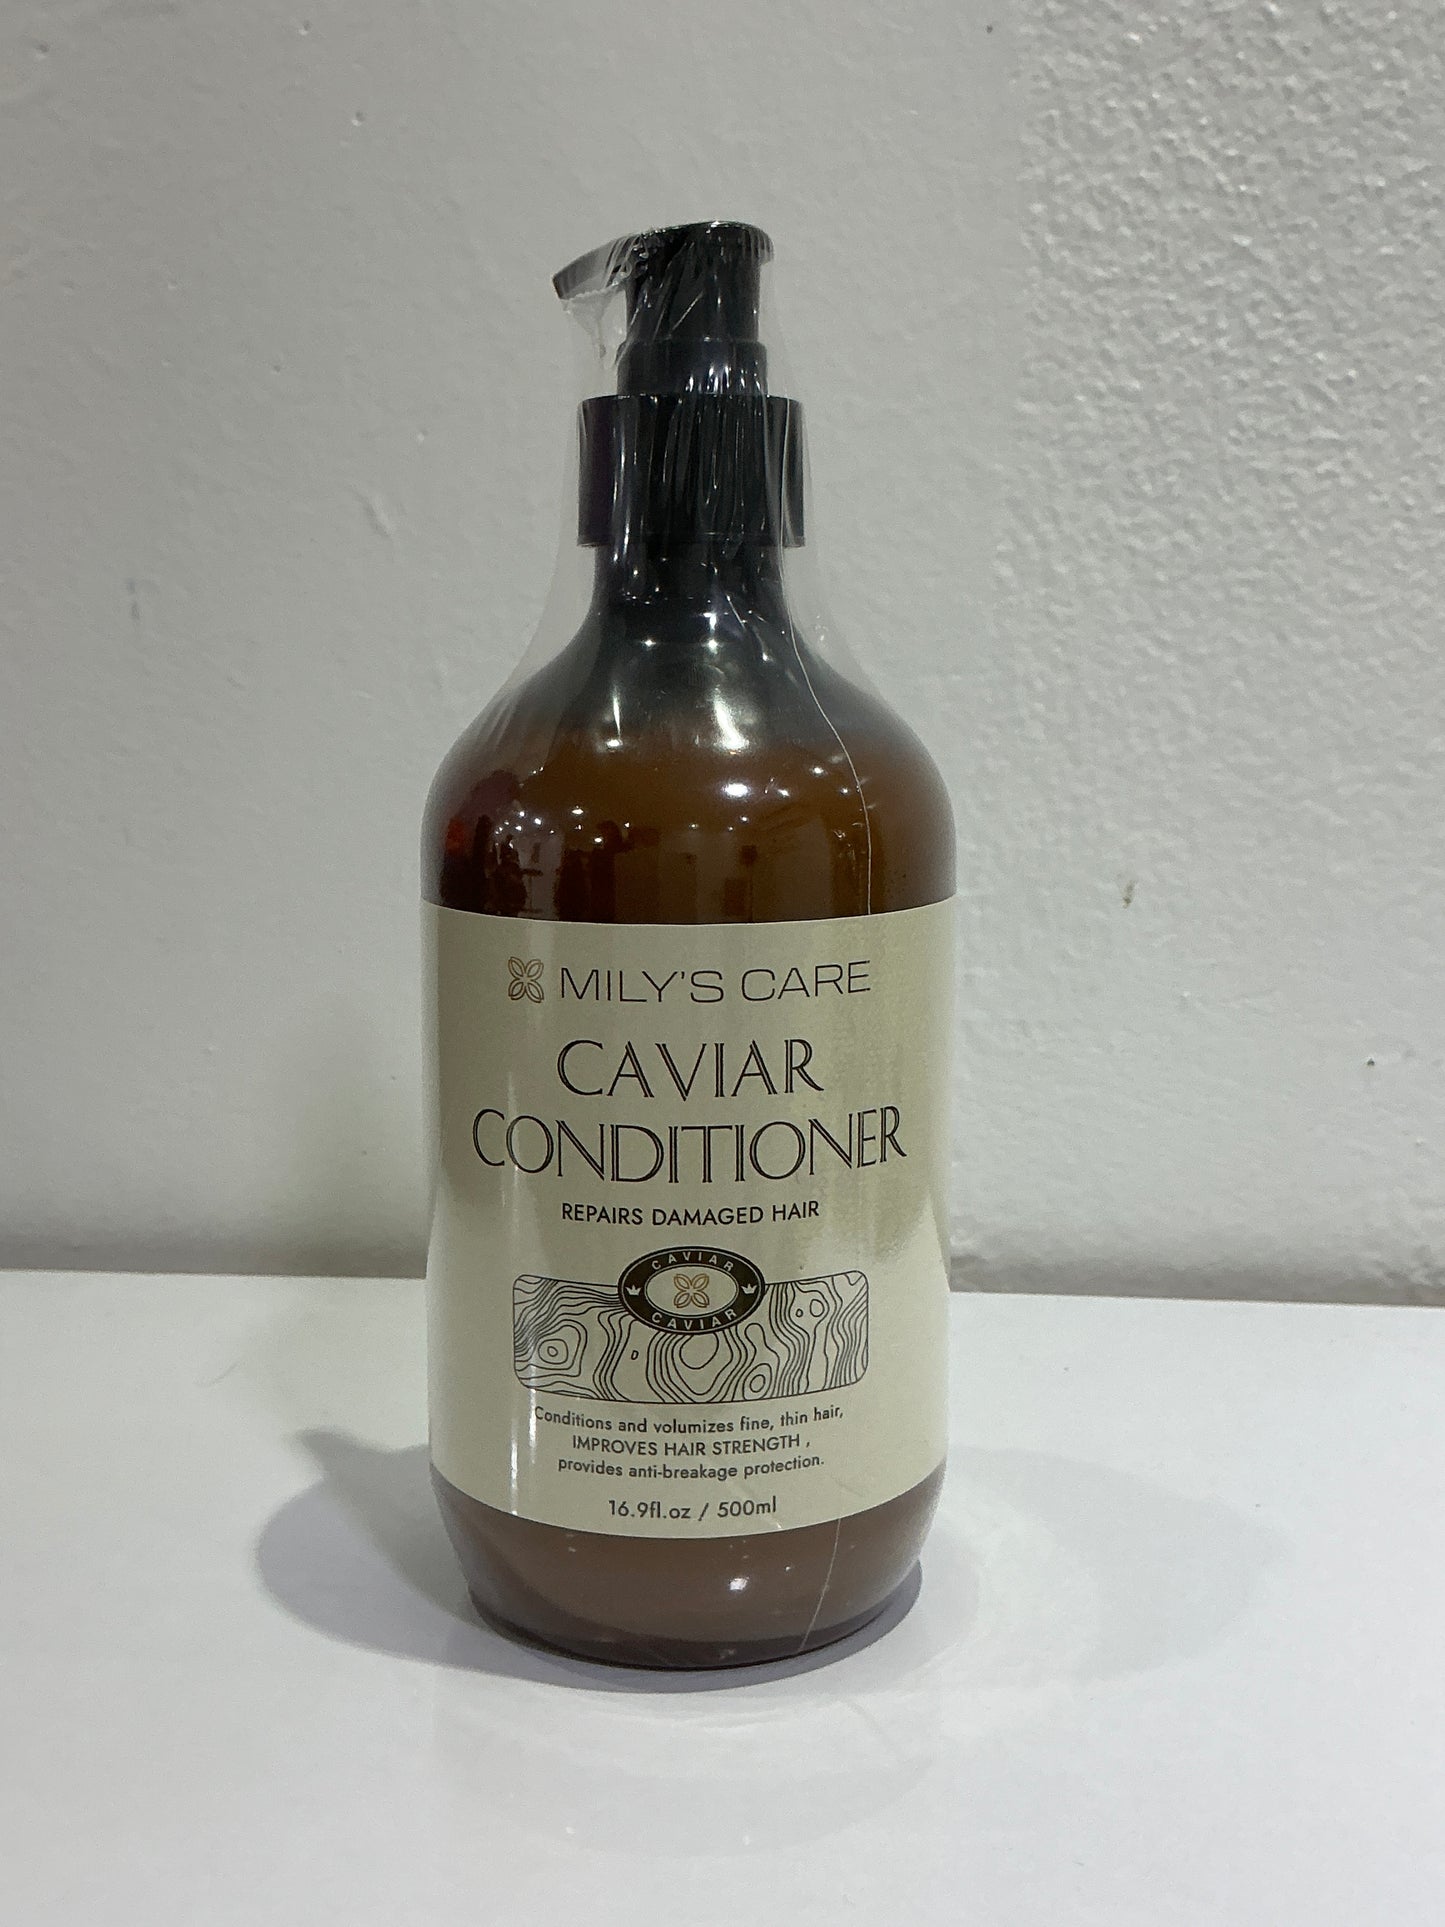 MILY'S CARE
CAVIAR
CONDITIONER
REPAIRS DAMAGED HAIR
CAVIAR
CAVIAR
Conditions and volumizes fine, thin hair,
IMPROVES HAIR STRENGTH ,
provides anti-breakage protection.
16.9fl.oz / 500ml